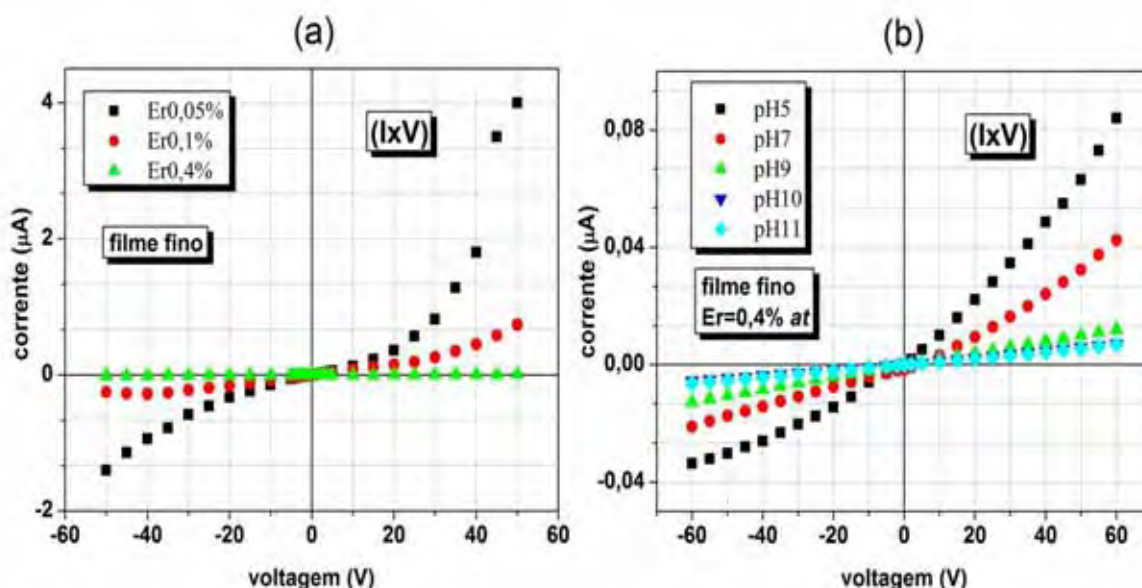 (a)
4
2
0
-2
-60
-40
-20
0
20
40
60
corrente (µA)
voltagem (V)
Er0,05%
Er0,1%
Er0,4%
(IxV)
filme fino
(b)
0,08
0,04
0,00
-0,04
-60
-40
-20
0
20
40
60
corrente (µA)
voltagem (V)
pH5
pH7
pH9
pH10
pH11
(IxV)
filme fino
Er=0,4% at